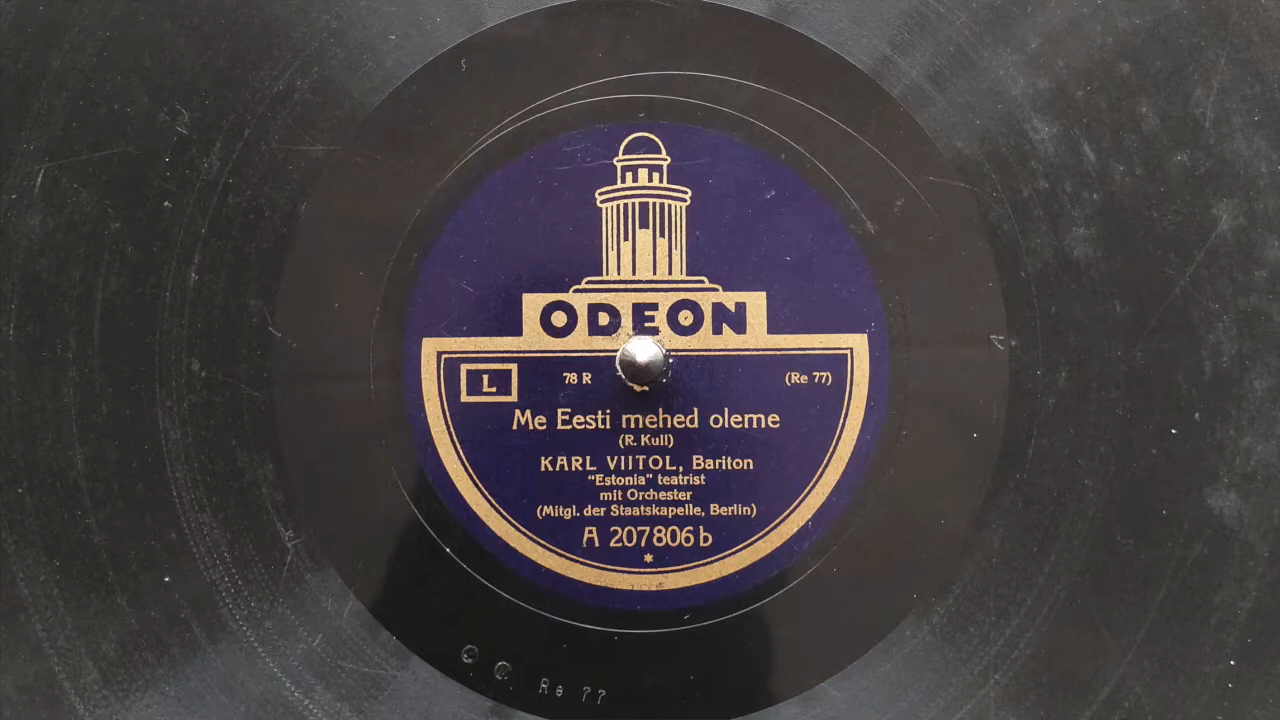 ODEON
L 78 R (Re 77)
Me Eesti mehed oleme
(R. Kull)
KARL VIITOL, Bariton
"Estonia" teatrist
mit Orchester
(Mitgl. der Staatskapelle, Berlin)
A 207806 b
*
Re 77